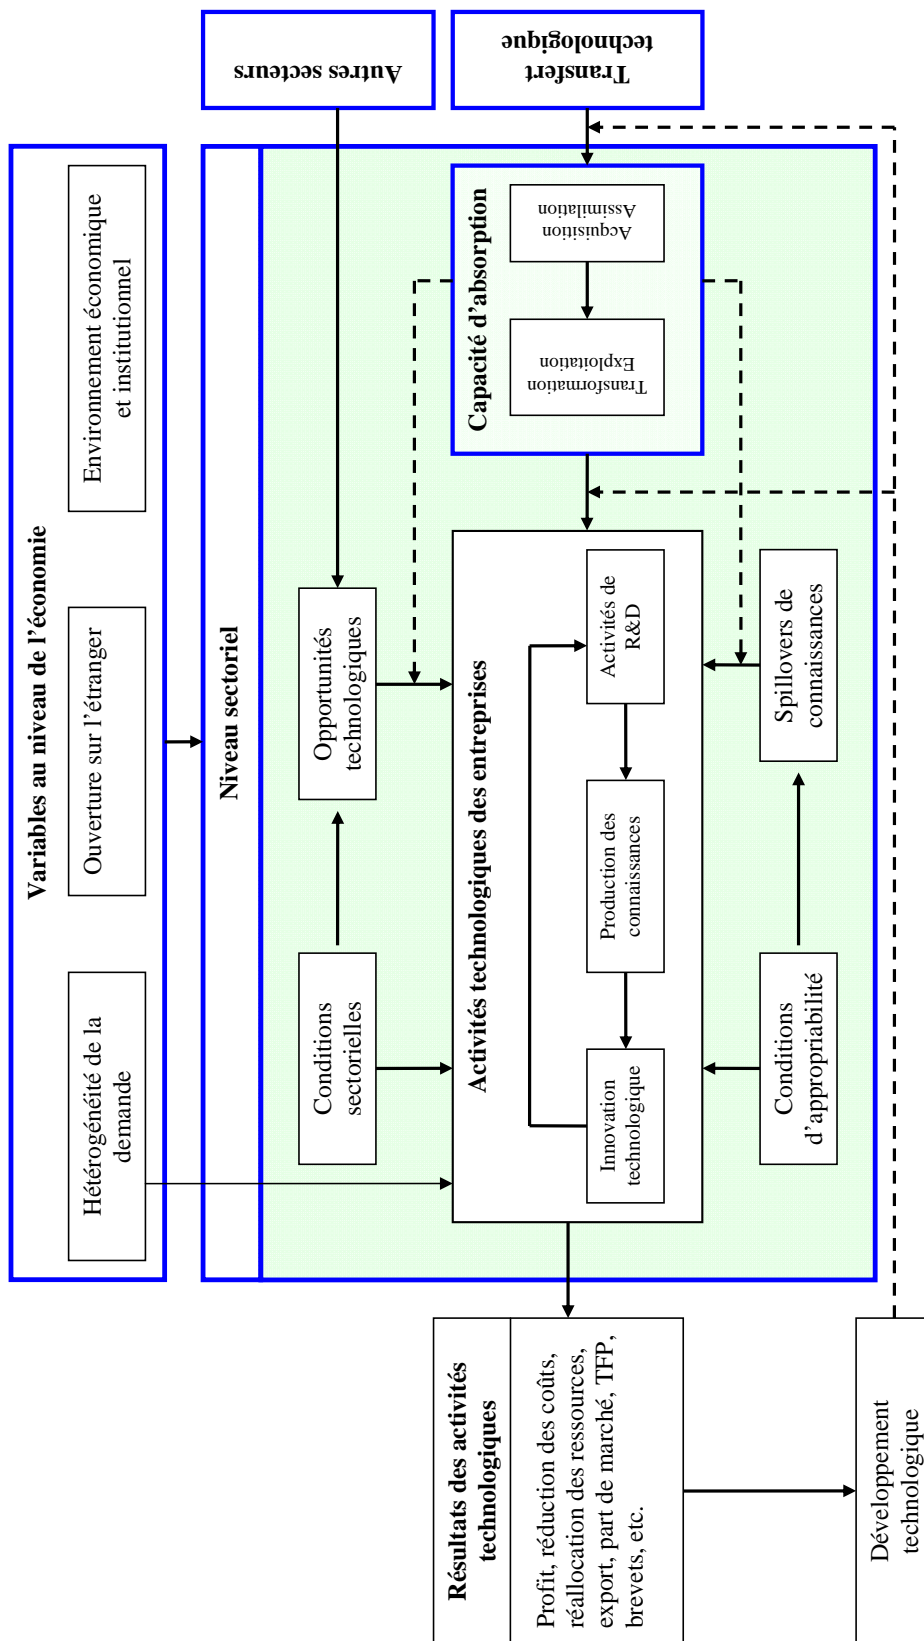 Variables au niveau de l’économie
Hétérogénéité de la
demande
Ouverture sur l’étranger
Environnement économique
et institutionnel
Niveau sectoriel
Autres secteurs
Conditions
sectorielles
Opportunités
technologiques
Transfert
technologique
Capacité d’absorption
Acquisition
Assimilation
Transformation
Exploitation
Activités technologiques des entreprises
Innovation
technologique
Production des
connaissances
Activités de
R&D
Conditions
d’appropriabilité
Spillovers de
connaissances
Résultats des activités
technologiques
Profit, réduction des coûts,
réallocation des ressources,
export, part de marché, TFP,
brevets, etc.
Développement
technologique